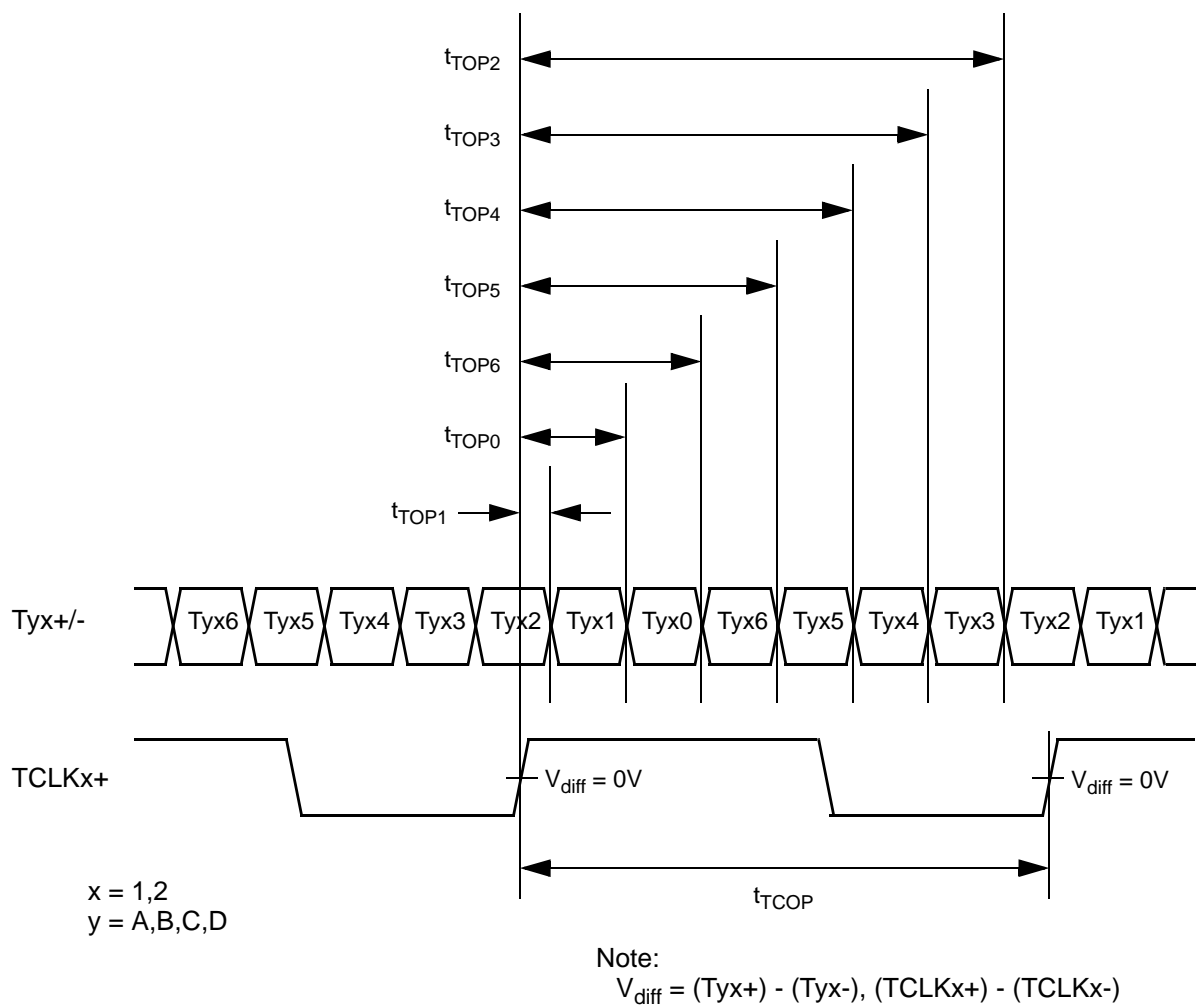 tTOP2
tTOP3
tTOP4
tTOP5
tTOP6
tTOP0
tTOP1
Tyx+/- Tyx6 Tyx5 Tyx4 Tyx3 Tyx2 Tyx1 Tyx0 Tyx6 Tyx5 Tyx4 Tyx3 Tyx2 Tyx1
TCLKx+ Vdiff = 0V Vdiff = 0V
tTCOP
x = 1,2
y = A,B,C,D
Note:
Vdiff = (Tyx+) - (Tyx-), (TCLKx+) - (TCLKx-)